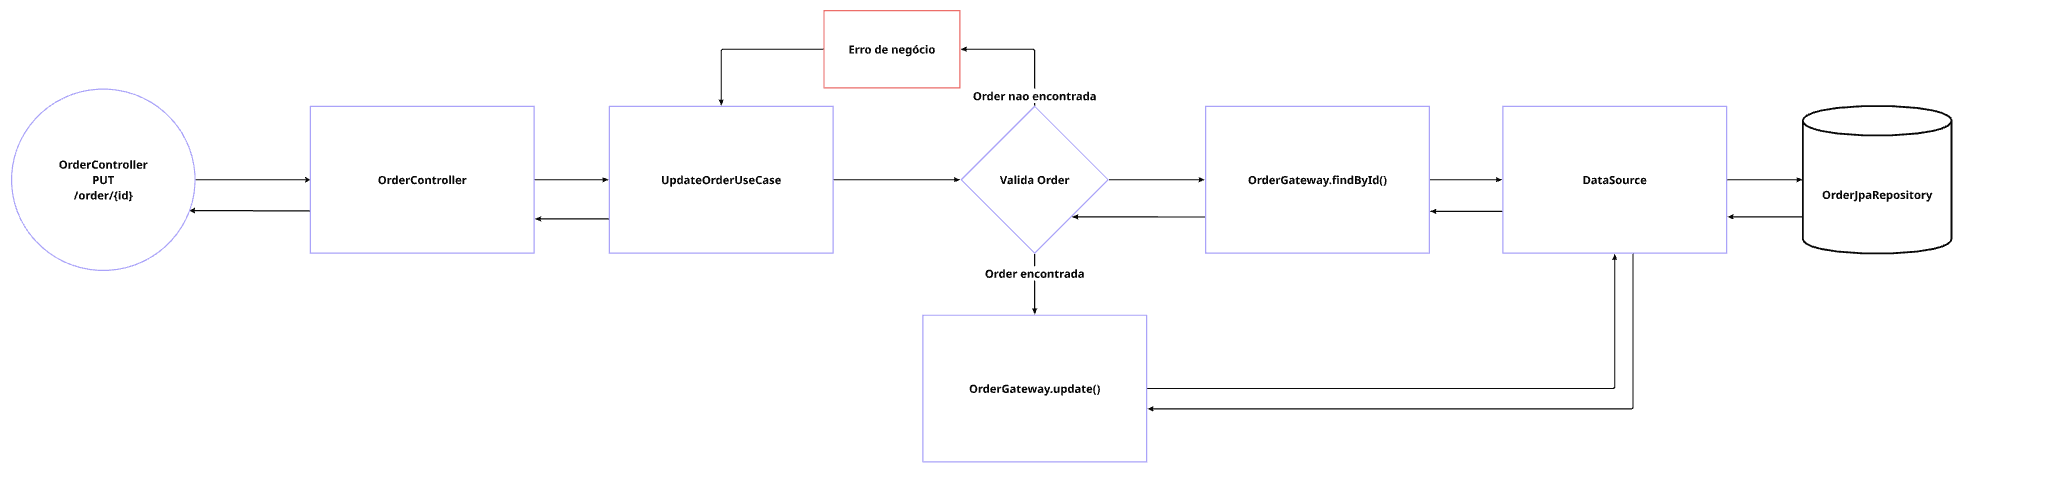 Erro de negócio
Order nao encontrada
OrderController
PUT
/order/{id}
OrderController
UpdateOrderUseCase
Valida Order
OrderGateway.findById()
DataSource
OrderJpaRepository
Order encontrada
OrderGateway.update()